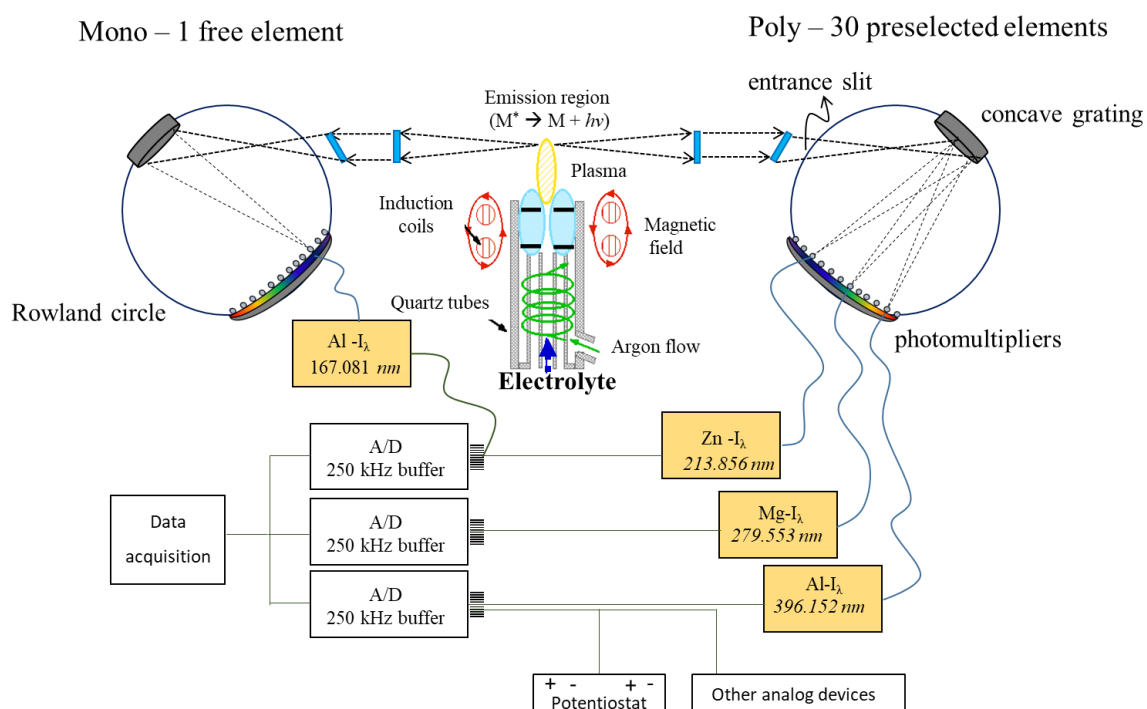 Mono – 1 free element
Poly – 30 preselected elements
entrance slit
concave grating
Emission region
(M* → M + hν)
Plasma
Induction
coils
Magnetic
field
Quartz tubes
Rowland circle
Argon flow
photomultipliers
Electrolyte
Al -Iλ
167.081 nm
A/D
250 kHz buffer
Zn -Iλ
213.856 nm
Data
acquisition
A/D
250 kHz buffer
Mg-Iλ
279.553 nm
A/D
250 kHz buffer
Al-Iλ
396.152 nm
+ - + -
Potentiostat
Other analog devices